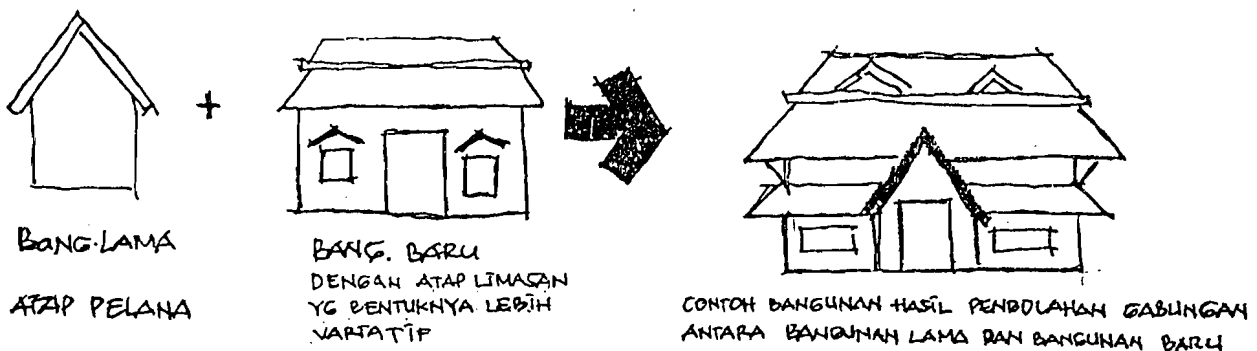 BANG. LAMA
ATAP PELANA
+
BANG. BARU
DENGAN ATAP LIMASAN
YG BENTUKNYA LEBIH
VARIATIF
CONTOH BANGUNAN HASIL PENGOLAHAN GABUNGAN
ANTARA BANGUNAN LAMA DAN BANGUNAN BARU